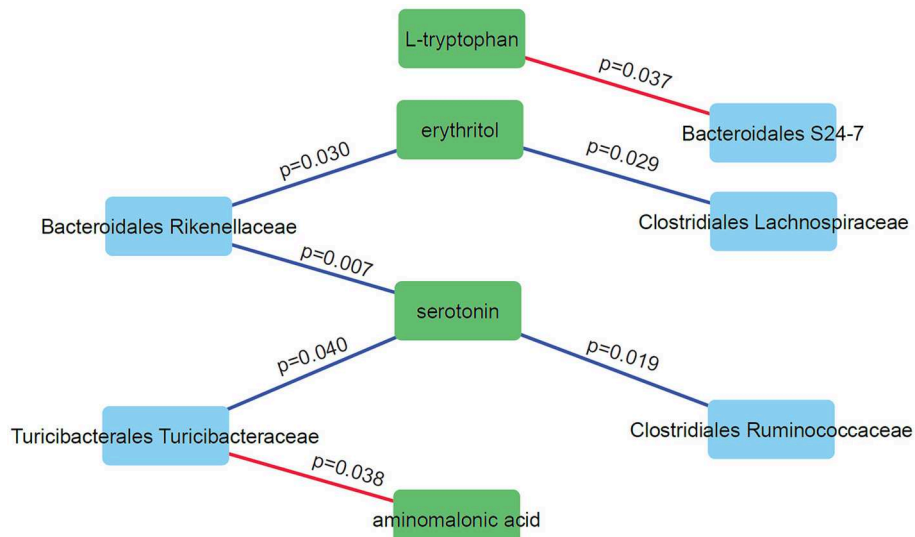 L-tryptophan
p=0.037
Bacteroidales S24-7
erythritol
p=0.030
p=0.029
Bacteroidales Rikenellaceae
Clostridiales Lachnospiraceae
p=0.007
serotonin
p=0.040
p=0.019
Turicibacterales Turicibacteraceae
Clostridiales Ruminococcaceae
p=0.038
aminomalonic acid